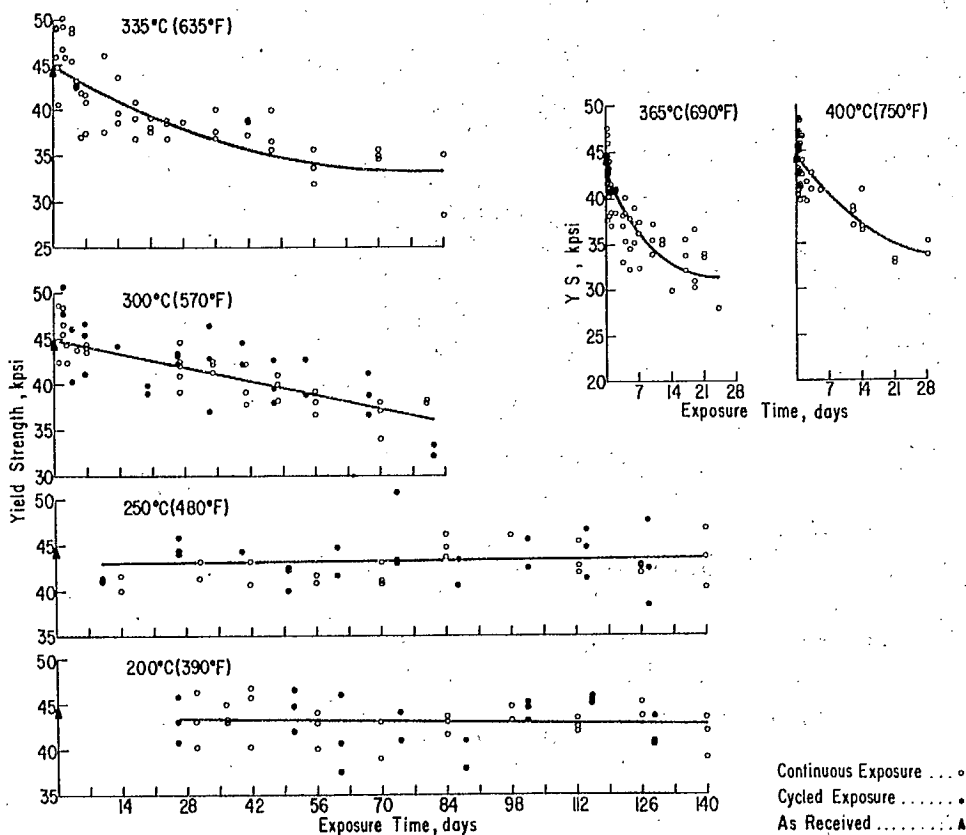 335°C (635°F)
50
45
40
35
30
25
300°C (570°F)
50
45
40
35
30
Yield Strength, kpsi
250°C (480°F)
50
45
40
35
200°C (390°F)
50
45
40
35
14 28 42 56 70 84 98 112 126 140
Exposure Time, days
365°C (690°F)
400°C (750°F)
50
45
40
35
30
25
20
Y S, kpsi
7 14 21 28
7 14 21 28
Exposure Time, days
Continuous Exposure ... o
Cycled Exposure ....... •
As Received .......... ▲